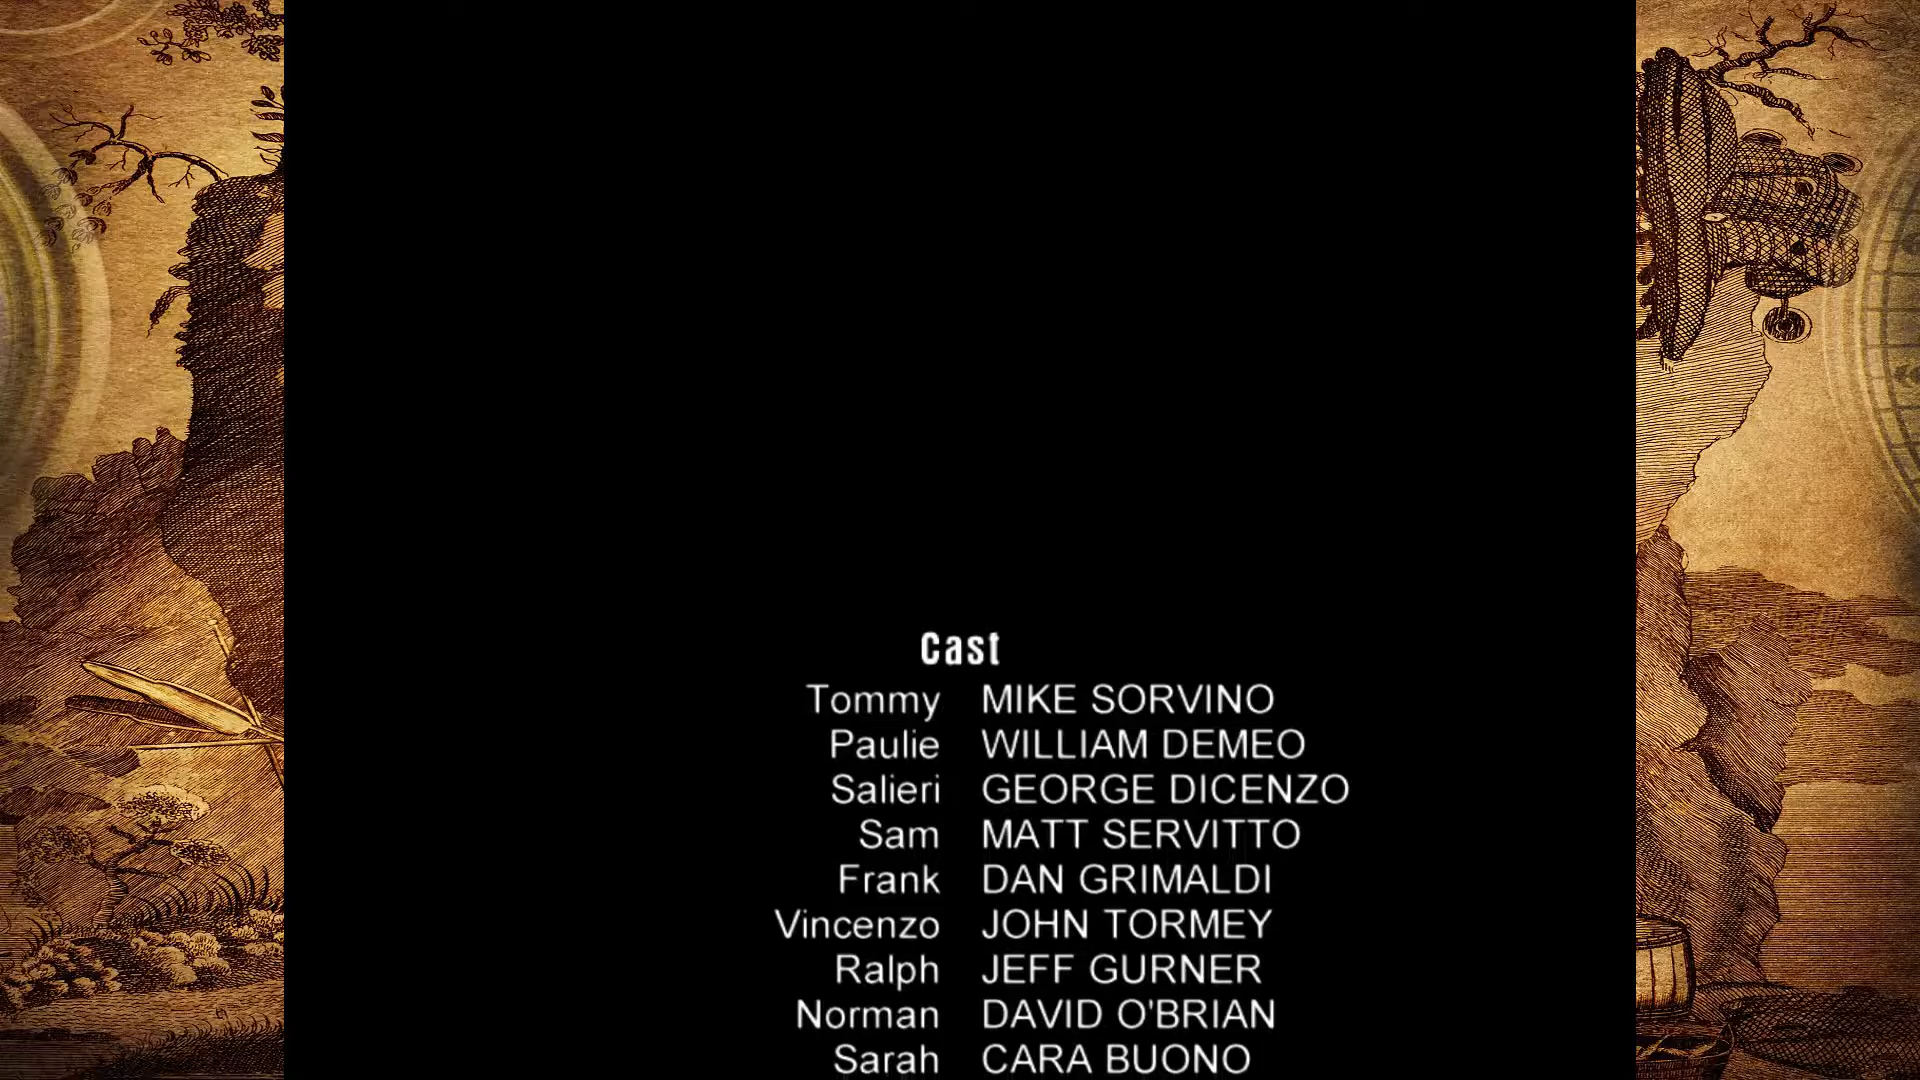 Cast
Tommy MIKE SORVINO
Paulie WILLIAM DEMEO
Salieri GEORGE DICENZO
Sam MATT SERVITTO
Frank DAN GRIMALDI
Vincenzo JOHN TORMEY
Ralph JEFF GURNER
Norman DAVID O'BRIAN
Sarah CARA BUONO